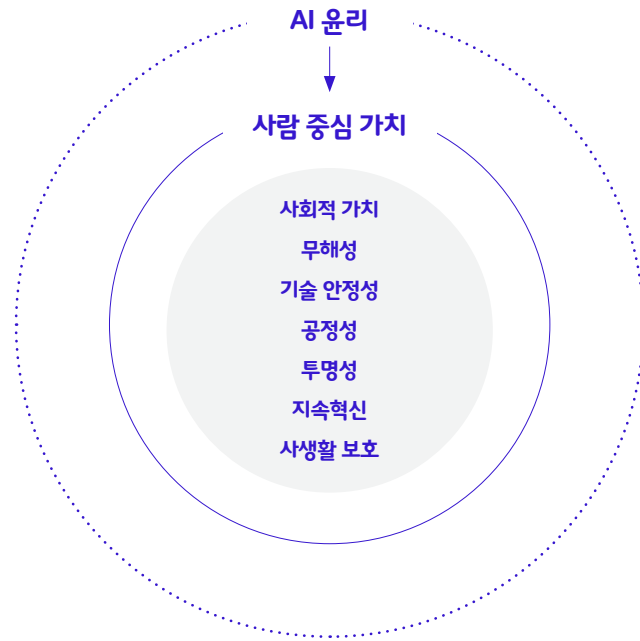 AI 윤리
사람 중심 가치
사회적 가치
무해성
기술 안정성
공정성
투명성
지속혁신
사생활 보호